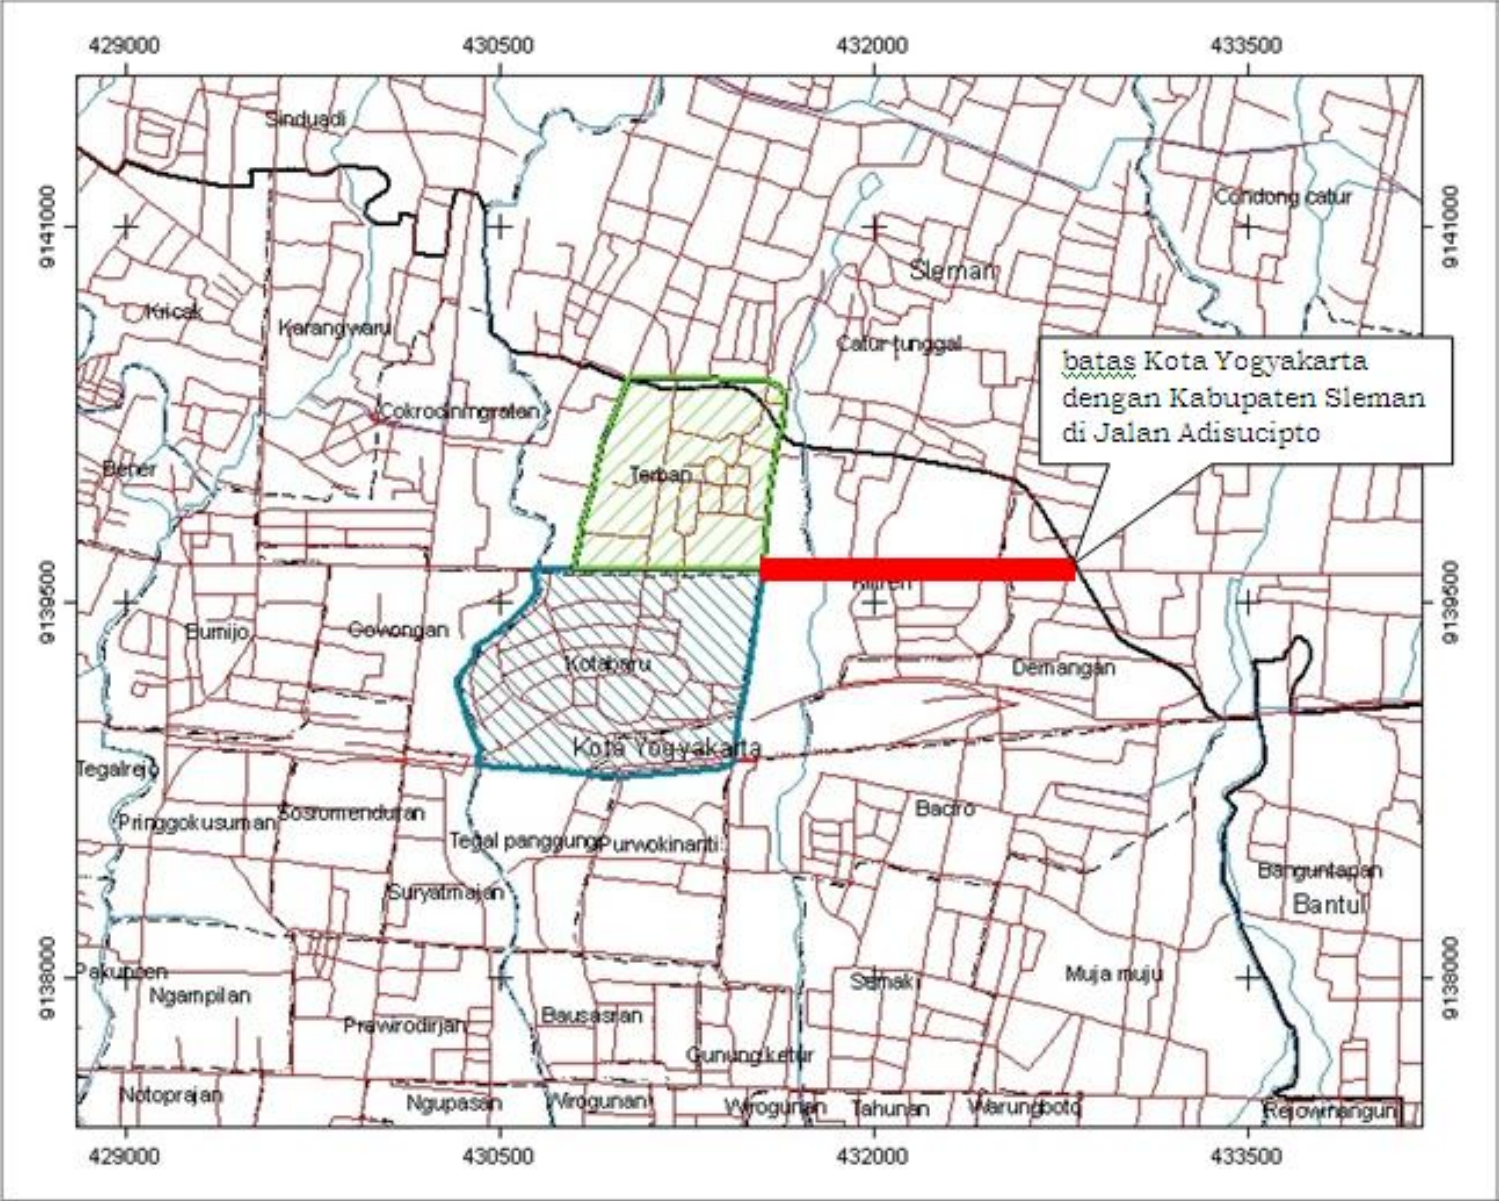 429000 430500 432000 433500
Sinduadi
Condong catur
9141000
9141000
Sleman
Kricak
Karangwaru
Catur tunggal
batas Kota Yogyakarta
dengan Kabupaten Sleman
di Jalan Adisucipto
Cokrodiningratan
Bener
Terban
9139500
9139500
Klitren
Bumijo
Gowongan
Kotabaru
Demangan
Kota Yogyakarta
Tegalrejo
Pringgokusuman
Sosromenduran
Baciro
Tegal panggung
Purwokinanti
Banguntapan
Suryatmajan
Bantul
9138000
9138000
Pakuncen
Ngampilan
Semaki
Muja muju
Prawirodirjan
Bausasran
Gunung ketur
Notoprajan
Ngupasan
Wirogunan
Wirogunan
Tahunan
Warungboto
Rejowinangun
429000 430500 432000 433500